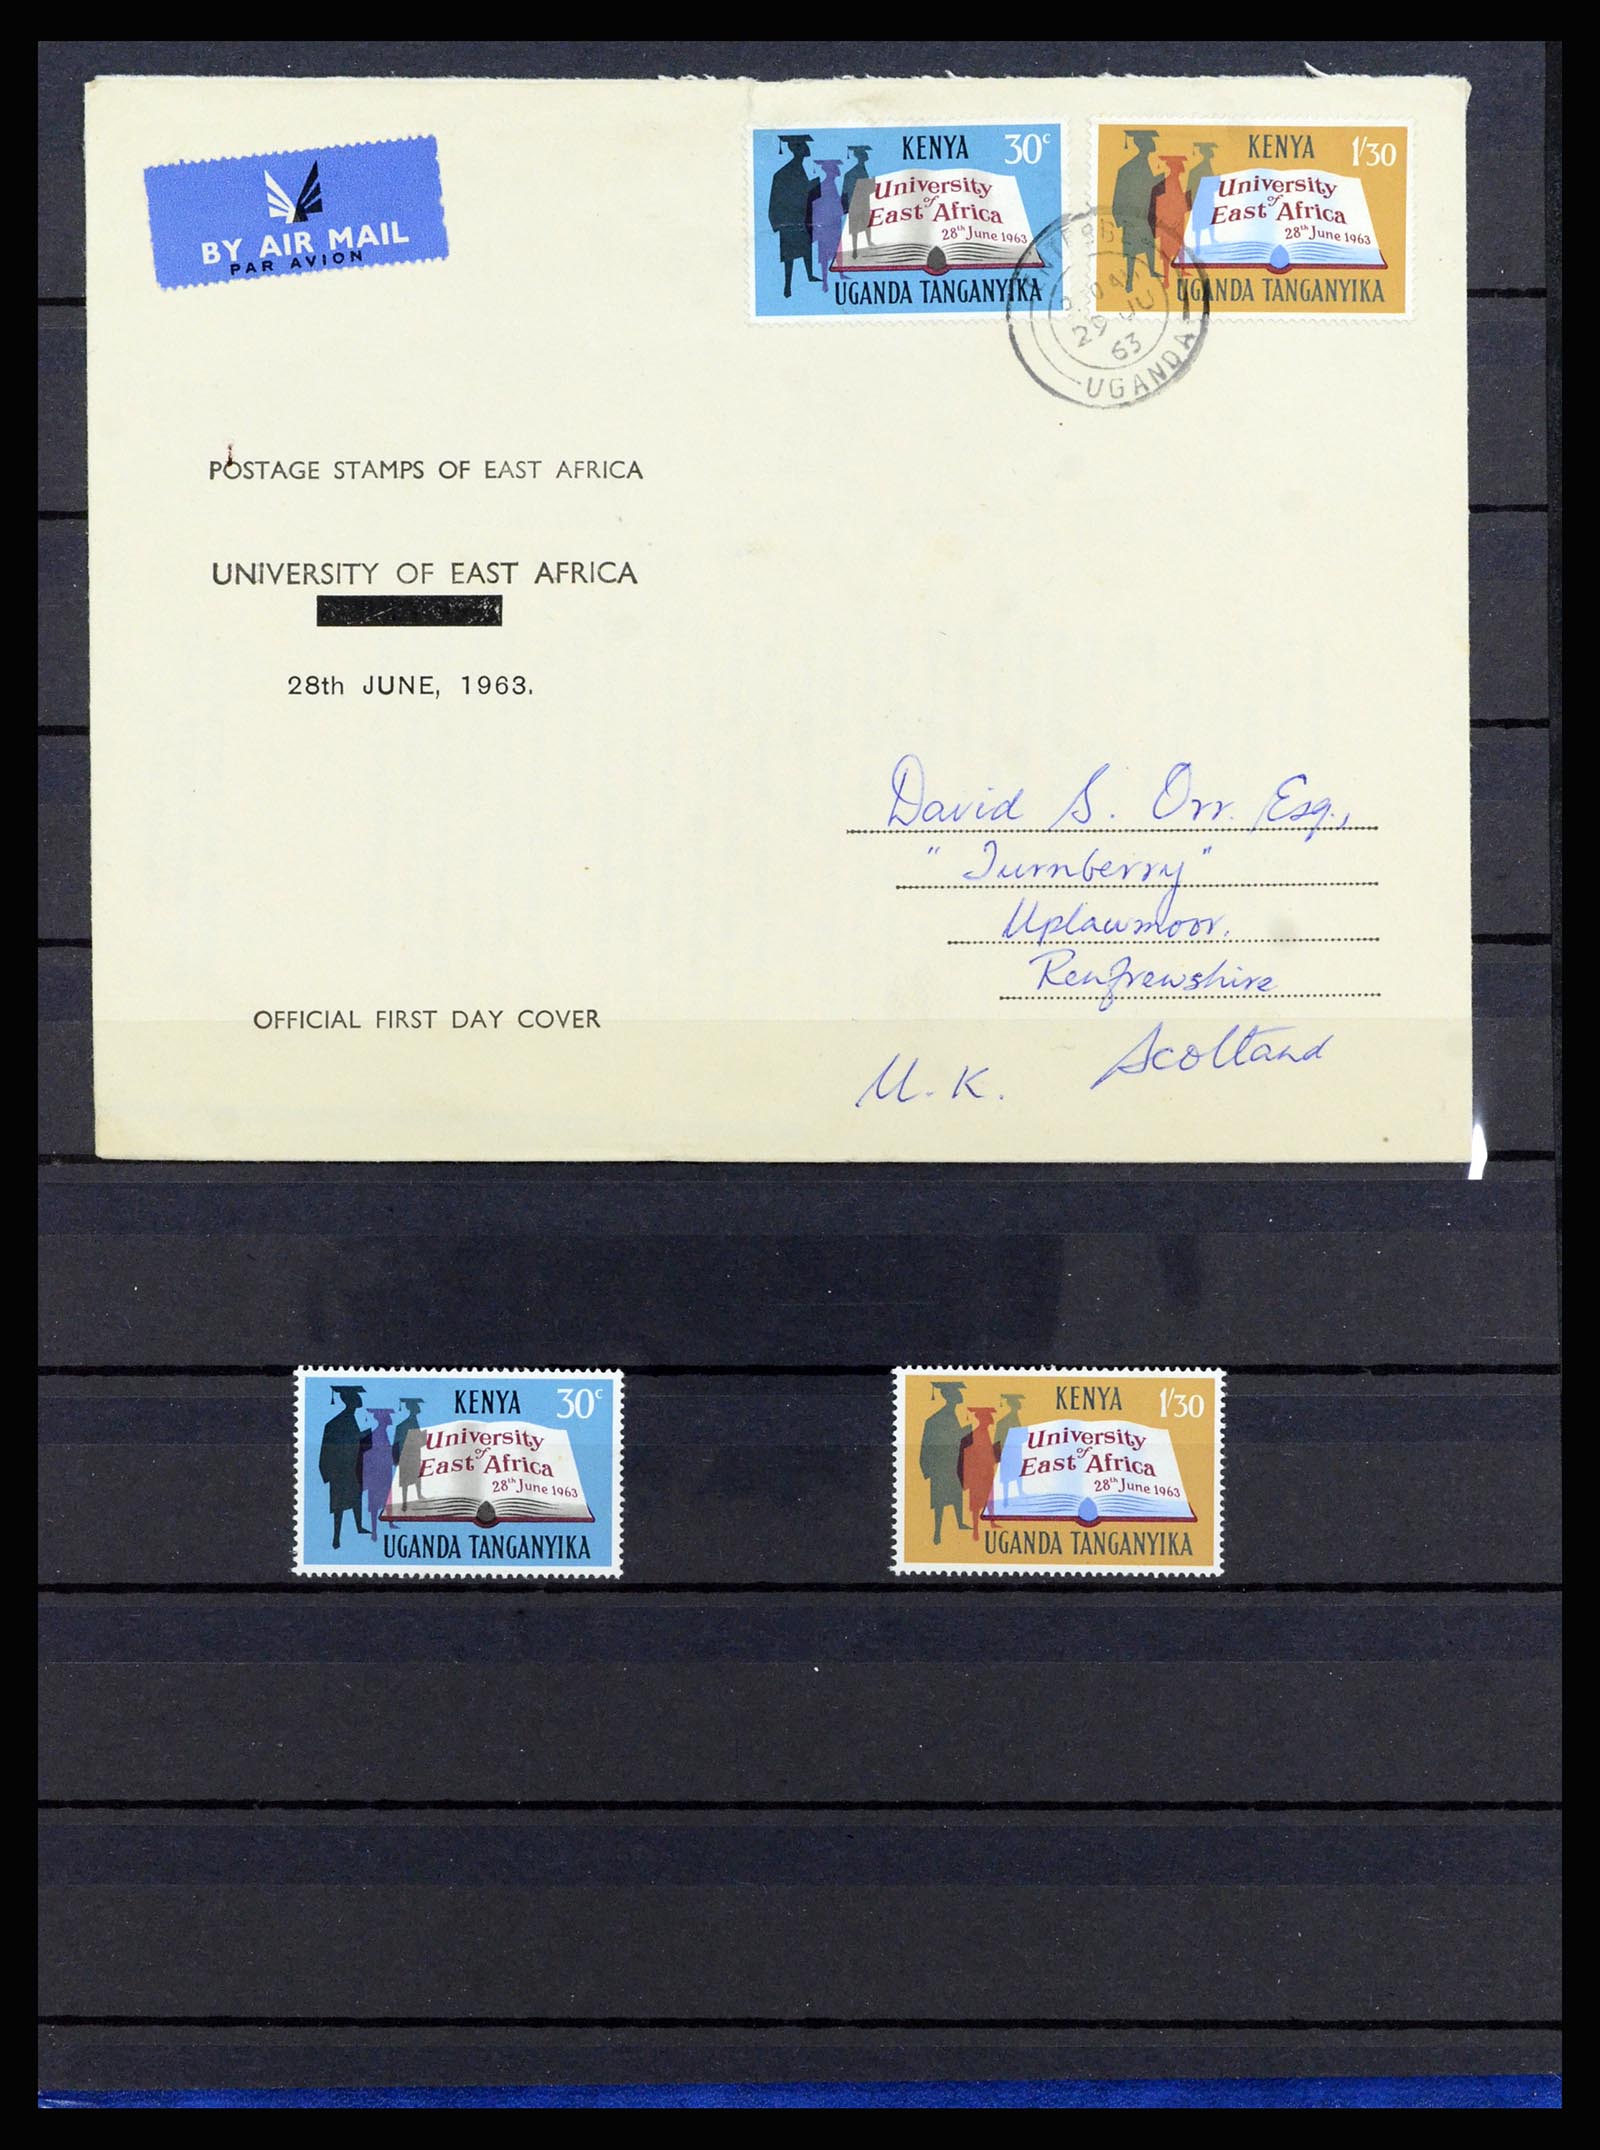 BY AIR MAIL
PAR AVION
KENYA 30c
University
of
East Africa
28th June 1963
UGANDA TANGANYIKA
KENYA 1/30
University
of
East Africa
28th June 1963
UGANDA TANGANYIKA
29 JU
63
UGANDA
POSTAGE STAMPS OF EAST AFRICA
UNIVERSITY OF EAST AFRICA
28th JUNE, 1963.
OFFICIAL FIRST DAY COVER
David S. Orr. Esq.,
"Turnberry"
Uplawmoor.
Renfrewshire
Scotland
U.K.
KENYA 30c
University
of
East Africa
28th June 1963
UGANDA TANGANYIKA
KENYA 1/30
University
of
East Africa
28th June 1963
UGANDA TANGANYIKA